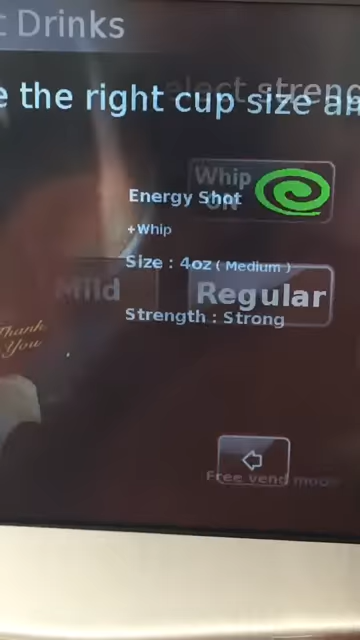 t Drinks
elect streng
e the right cup size an
Whip
ON
Energy Shot
+Whip
Size : 4oz ( Medium )
Mild
Regular
Strength : Strong
Thank
You
Free vend mode